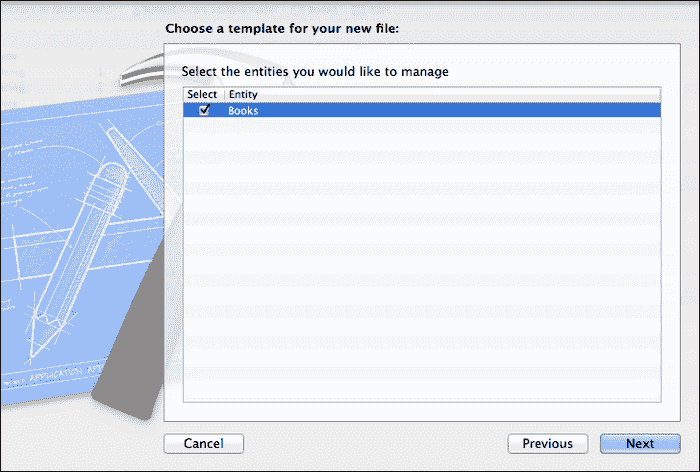 Choose a template for your new file:
Select the entities you would like to manage
Select Entity
Books
APPLICATION
Cancel Previous Next